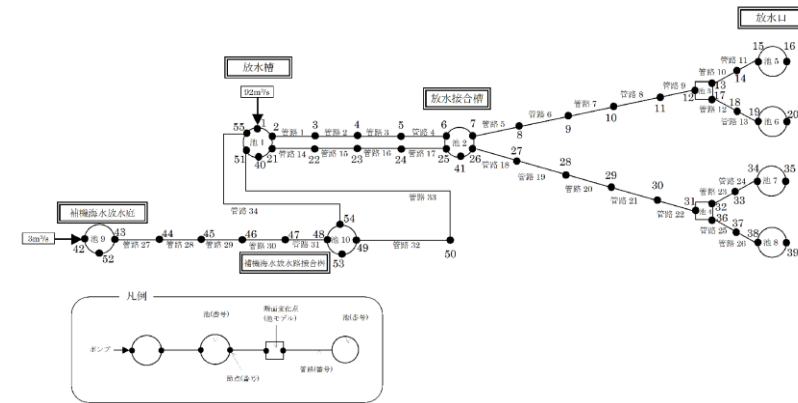 放水口
放水槽
92m³/s
放水接合槽
15 16
池 5
管路 11
管路 10
13
14
管路 9
12
池 3
17
管路 12
18
管路 13
19
池 6
20
管路 8
11
管路 7
10
管路 6
9
管路 5
8
55 1 2
池 1
管路 1
3
管路 2
4
管路 3
5
管路 4
6
池 2
7
51 40 21
管路 14
22
管路 15
23
管路 16
24
管路 17
25
41
26
管路 18
27
管路 19
28
管路 20
29
管路 21
30
管路 22
31
32
管路 23
33
管路 24
34
池 7
35
36
管路 25
37
管路 26
38
池 8
39
管路 33
管路 34
補機海水放水庭
3m³/s
42
池 9
43
52
管路 27
44
管路 28
45
管路 29
46
管路 30
47
管路 31
48
54
池 10
49
53
管路 32
50
凡例
池(番号)
池(番号)
ポンプ
節点(番号)
管路(番号)
(池モデル)